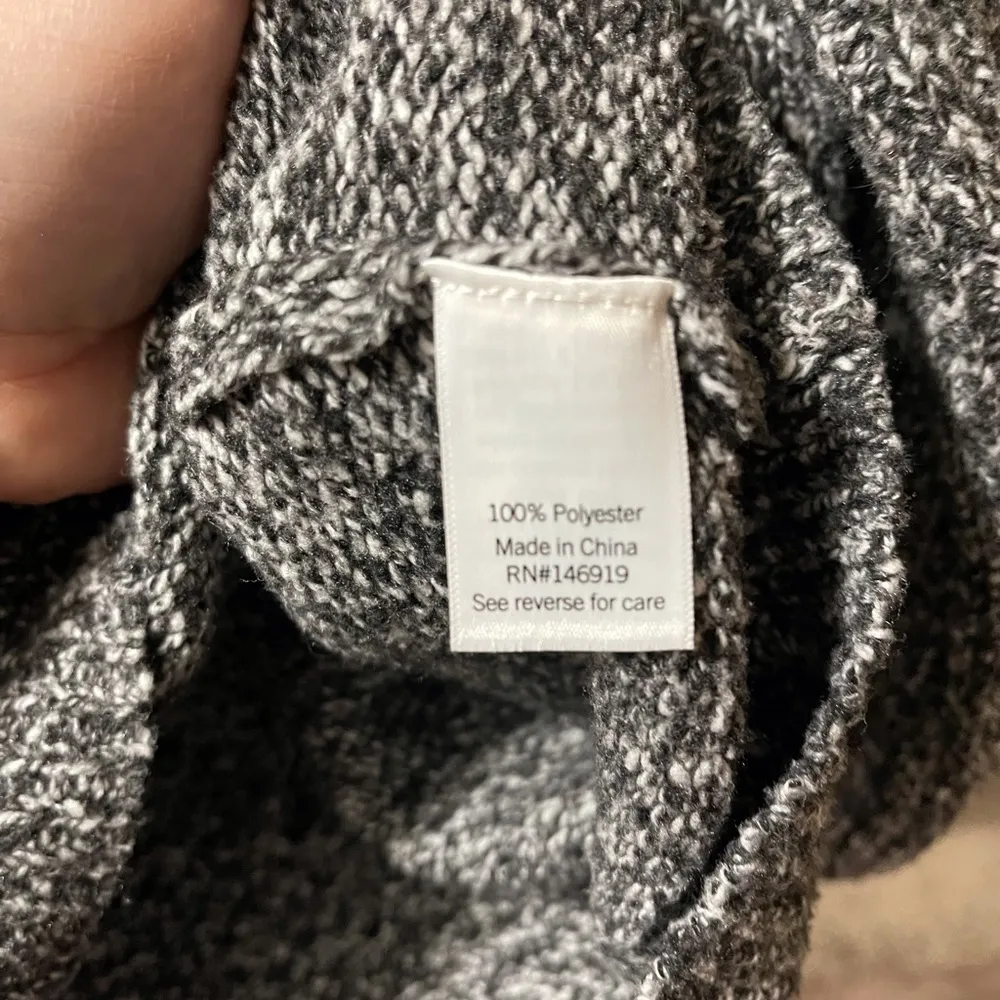 100% Polyester
Made in China
RN#146919
See reverse for care